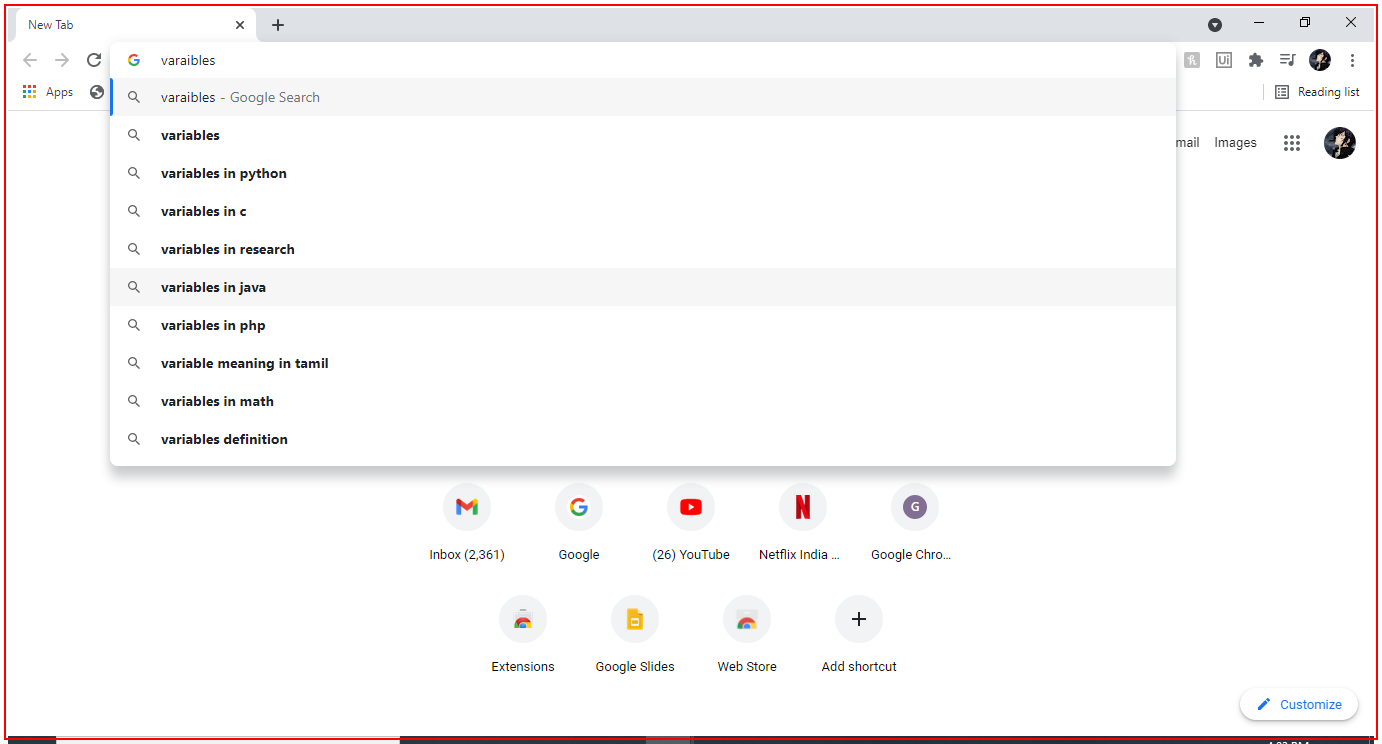 New Tab
varaibles
Apps
Reading list
varaibles - Google Search
variables
variables in python
variables in c
variables in research
variables in java
variables in php
variable meaning in tamil
variables in math
variables definition
mail Images
Inbox (2,361) Google (26) YouTube Netflix India ... Google Chro...
Extensions Google Slides Web Store Add shortcut
Customize